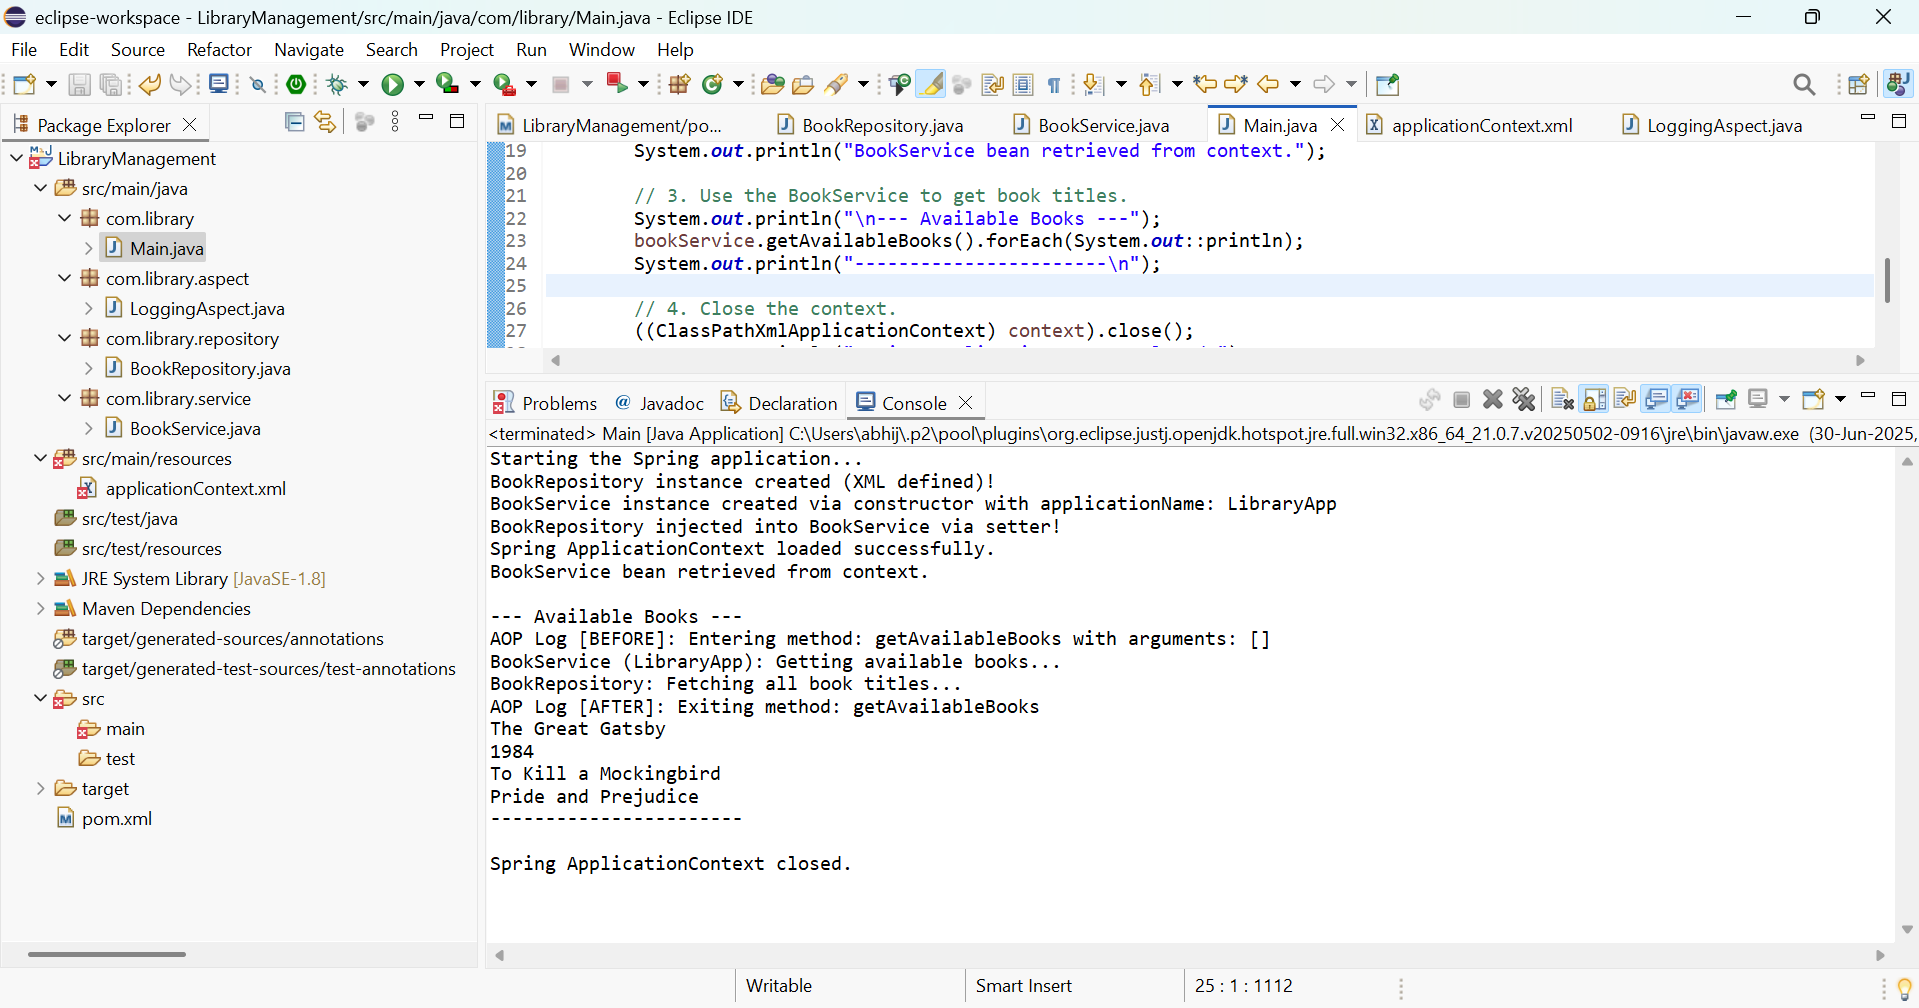 eclipse-workspace - LibraryManagement/src/main/java/com/library/Main.java - Eclipse IDE
File Edit Source Refactor Navigate Search Project Run Window Help
Package Explorer
LibraryManagement
src/main/java
com.library
Main.java
com.library.aspect
LoggingAspect.java
com.library.repository
BookRepository.java
com.library.service
BookService.java
src/main/resources
applicationContext.xml
src/test/java
src/test/resources
JRE System Library [JavaSE-1.8]
Maven Dependencies
target/generated-sources/annotations
target/generated-test-sources/test-annotations
src
main
test
target
pom.xml
LibraryManagement/po... BookRepository.java BookService.java Main.java applicationContext.xml LoggingAspect.java
19 System.out.println("BookService bean retrieved from context.");
20
21 // 3. Use the BookService to get book titles.
22 System.out.println("\n--- Available Books ---");
23 bookService.getAvailableBooks().forEach(System.out::println);
24 System.out.println("-----------------------\n");
25
26 // 4. Close the context.
27 ((ClassPathXmlApplicationContext) context).close();
Problems @ Javadoc Declaration Console
<terminated> Main [Java Application] C:\Users\abhij\.p2\pool\plugins\org.eclipse.justj.openjdk.hotspot.jre.full.win32.x86_64_21.0.7.v20250502-0916\jre\bin\javaw.exe (30-Jun-2025,
Starting the Spring application...
BookRepository instance created (XML defined)!
BookService instance created via constructor with applicationName: LibraryApp
BookRepository injected into BookService via setter!
Spring ApplicationContext loaded successfully.
BookService bean retrieved from context.
--- Available Books ---
AOP Log [BEFORE]: Entering method: getAvailableBooks with arguments: []
BookService (LibraryApp): Getting available books...
BookRepository: Fetching all book titles...
AOP Log [AFTER]: Exiting method: getAvailableBooks
The Great Gatsby
1984
To Kill a Mockingbird
Pride and Prejudice
-----------------------
Spring ApplicationContext closed.
Writable Smart Insert 25 : 1 : 1112